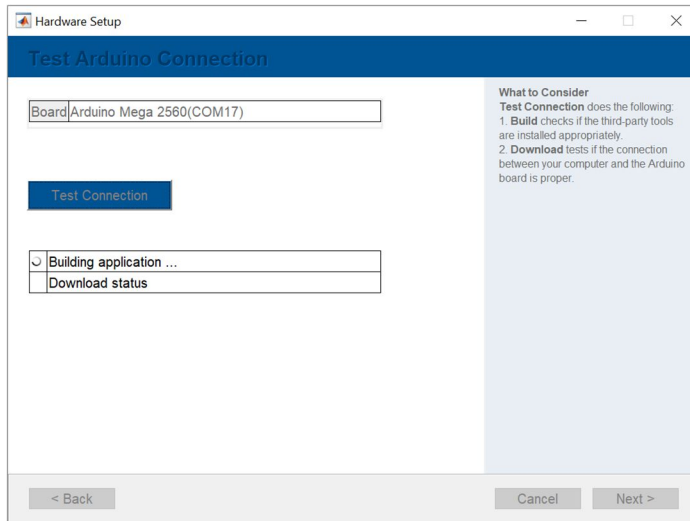 Hardware Setup
Test Arduino Connection
Board Arduino Mega 2560(COM17)
Test Connection
Building application ...
Download status
What to Consider
Test Connection does the following:
1. Build checks if the third-party tools
are installed appropriately.
2. Download tests if the connection
between your computer and the Arduino
board is proper.
< Back
Cancel
Next >